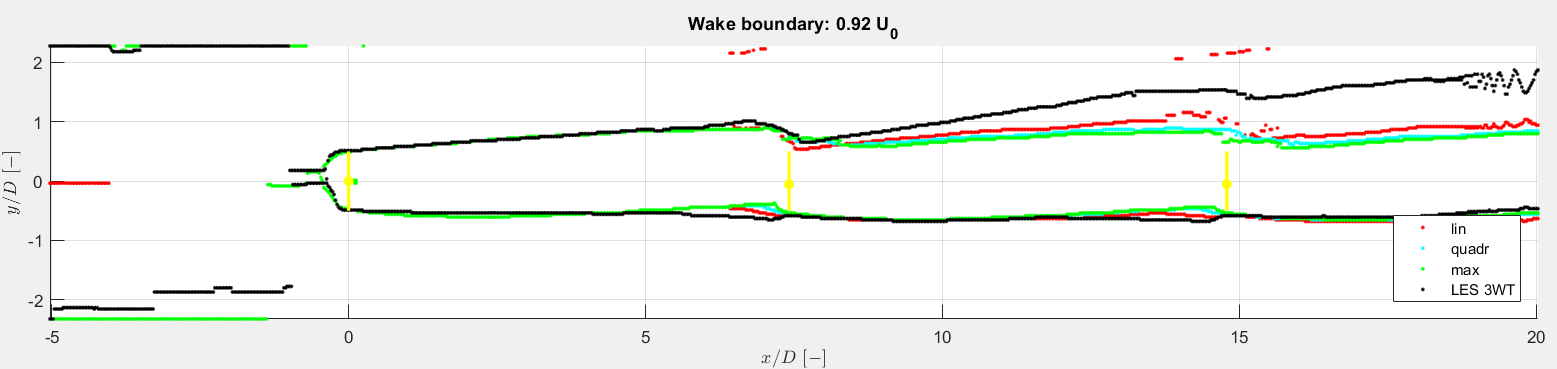 Wake boundary: 0.92 U0
2
1
0
-1
-2
y/D [−]
lin
quadr
max
LES 3WT
-5 0 5 10 15 20
x/D [−]